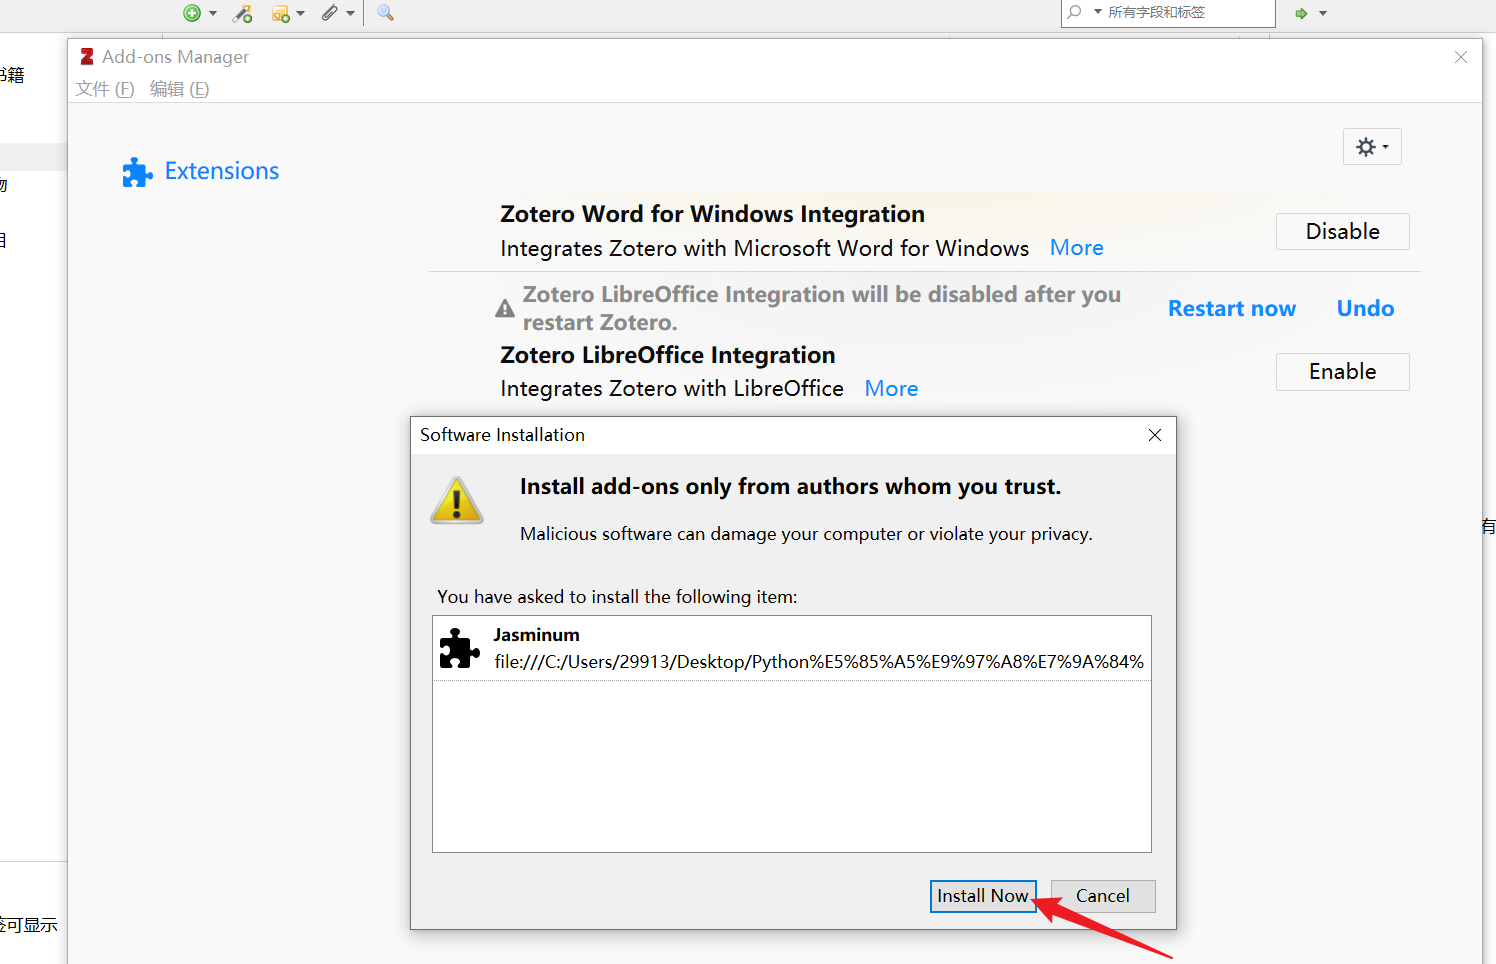 所有字段和标签
书籍
Add-ons Manager
文件 (F) 编辑 (E)
Extensions
物
目
Zotero Word for Windows Integration
Integrates Zotero with Microsoft Word for Windows More
Disable
Zotero LibreOffice Integration will be disabled after you
restart Zotero.
Restart now Undo
Zotero LibreOffice Integration
Integrates Zotero with LibreOffice More
Enable
Software Installation
Install add-ons only from authors whom you trust.
Malicious software can damage your computer or violate your privacy.
有
You have asked to install the following item:
Jasminum
file:///C:/Users/29913/Desktop/Python%E5%85%A5%E9%97%A8%E7%9A%84%
Install Now Cancel
可显示